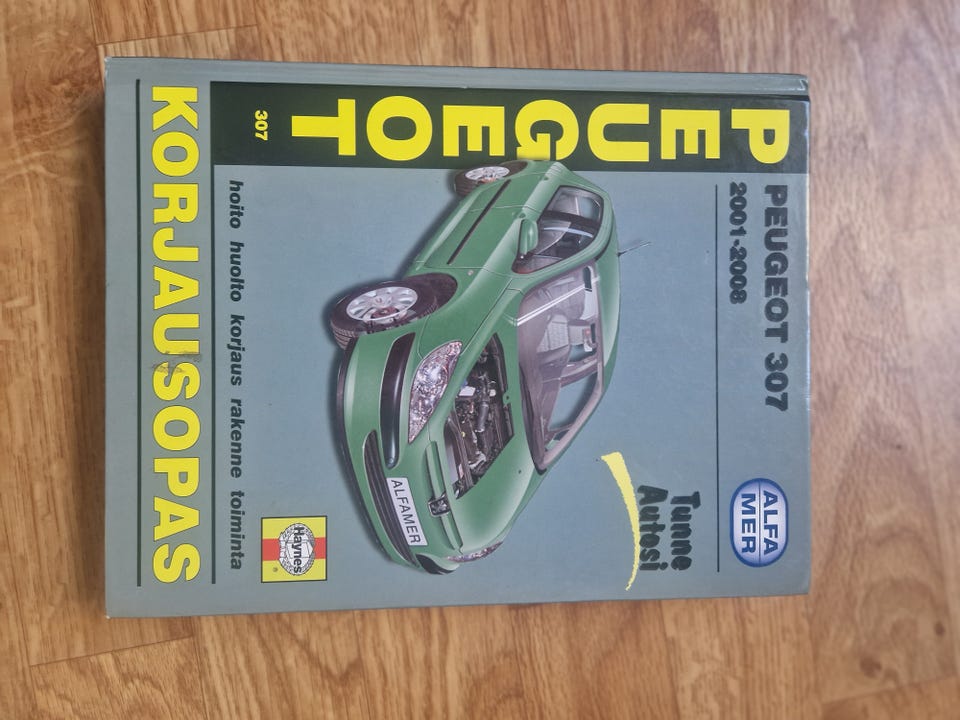 PEUGEOT 307
2001-2008
ALFA
MER
PEUGEOT
307
Tunne
Autosi
ALFAMER
Haynes
®
hoito huolto korjaus rakenne toiminta
KORJAUSOPAS